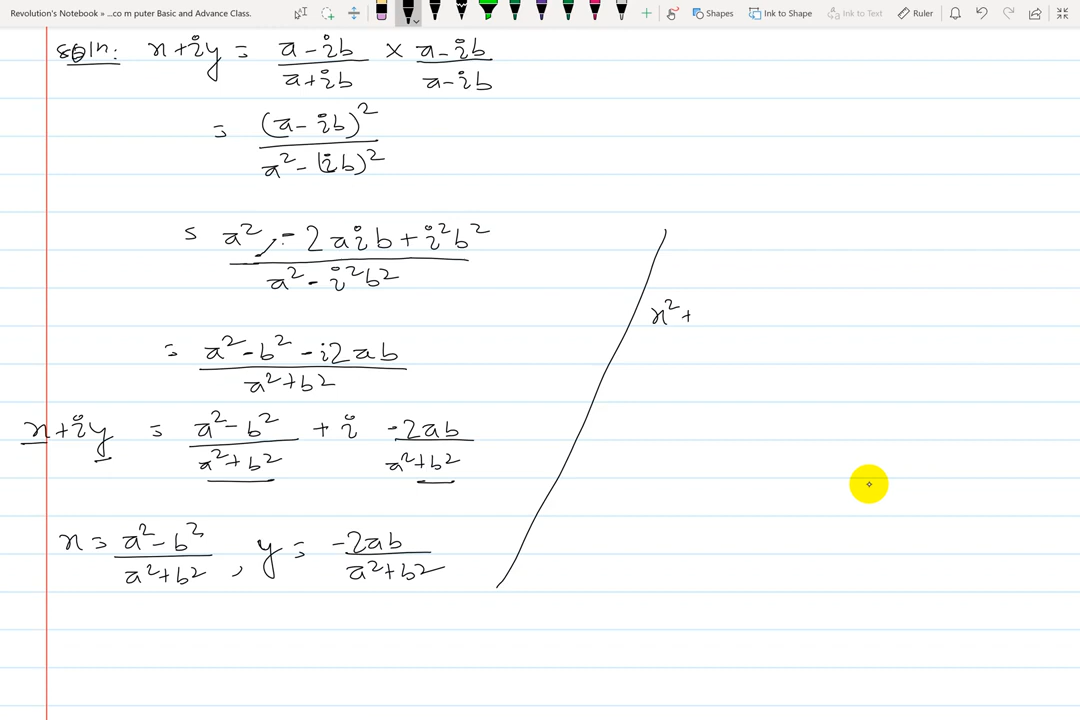 Revolution's Notebook » ...co m puter Basic and Advance Class.
Shapes
Ink to Shape
Ink to Text
Ruler
soln: x+iy = a-ib/a+ib × a-ib/a-ib
= (a-ib)²/a²-(ib)²
= a²-2aib+i²b²/a²-i²b²
= a²-b²-i2ab/a²+b²
x+iy = a²-b²/a²+b² + i -2ab/a²+b²
x = a²-b²/a²+b², y = -2ab/a²+b²
x²+